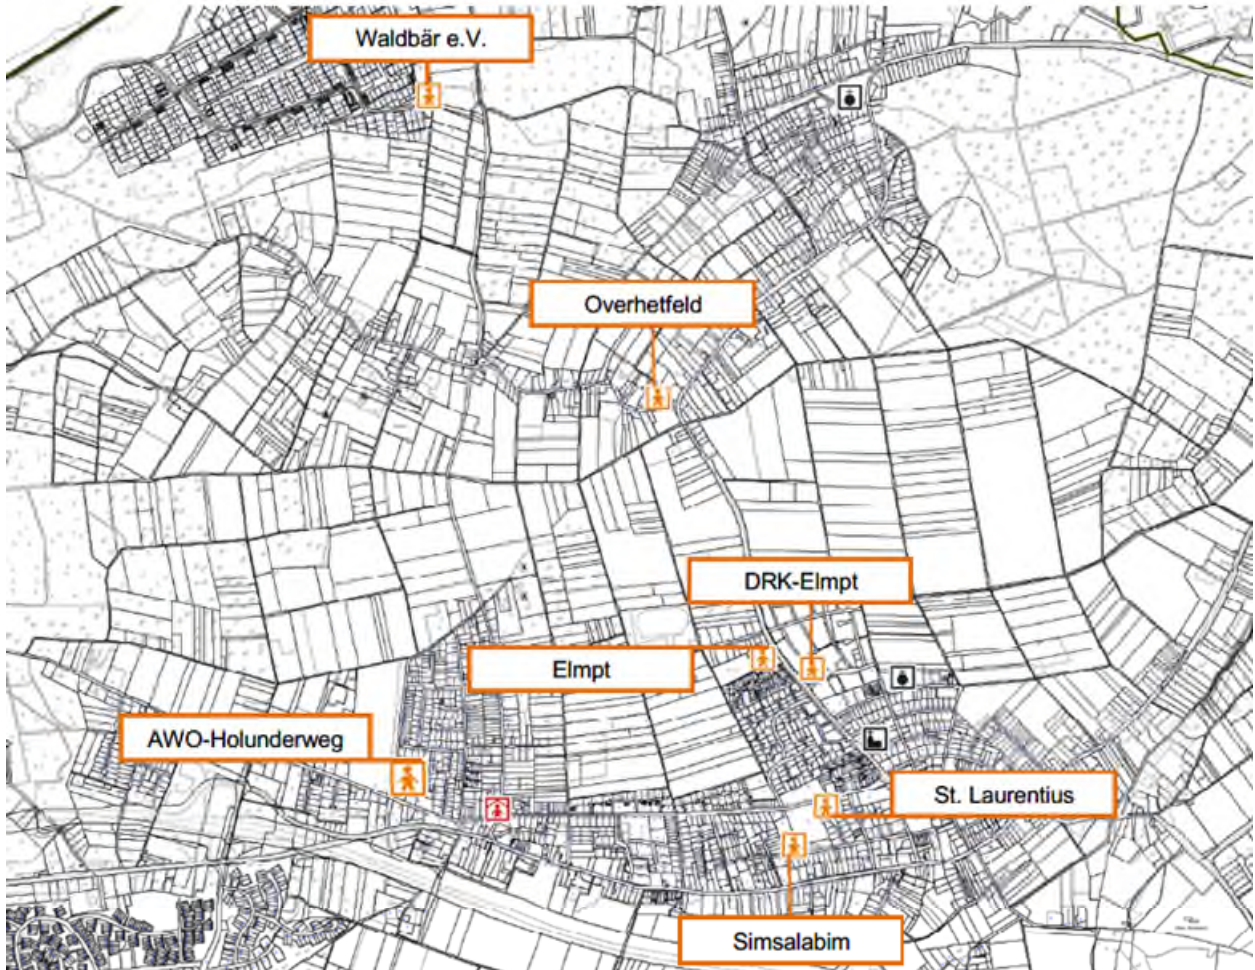 Waldbär e.V.
Overhetfeld
DRK-Elmpt
Elmpt
AWO-Holunderweg
St. Laurentius
Simsalabim